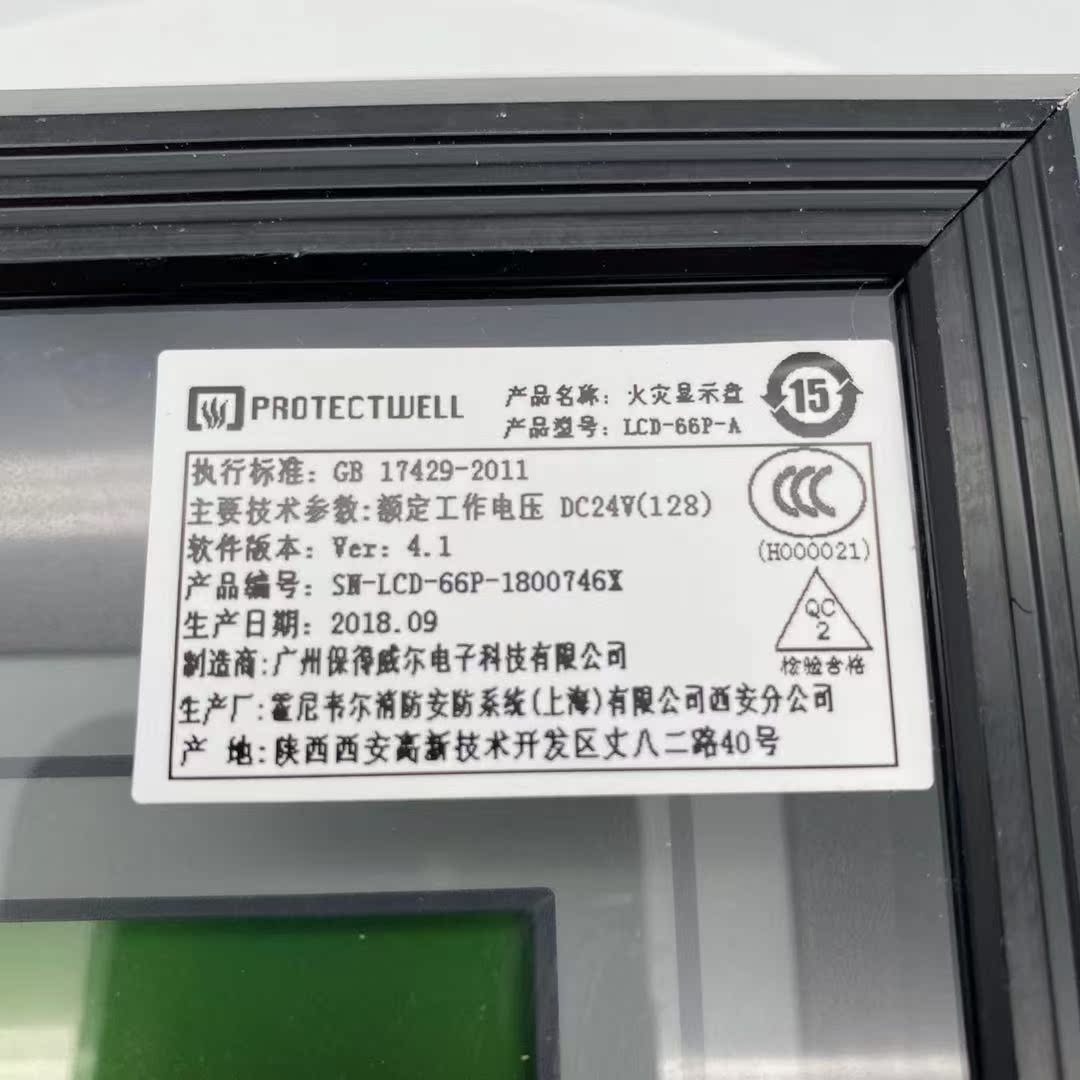 PROTECTWELL
产品名称：火灾显示盘
产品型号：LCD-66P-A
15
执行标准：GB 17429-2011
主要技术参数:额定工作电压 DC24V(128)
软件版本：Ver: 4.1
产品编号：SN-LCD-66P-1800746X
生产日期：2018.09
制造商:广州保得威尔电子科技有限公司
生产厂:霍尼韦尔消防安防系统(上海)有限公司西安分公司
产 地:陕西西安高新技术开发区丈八二路40号
CCC
(H000021)
QC
2
检验合格